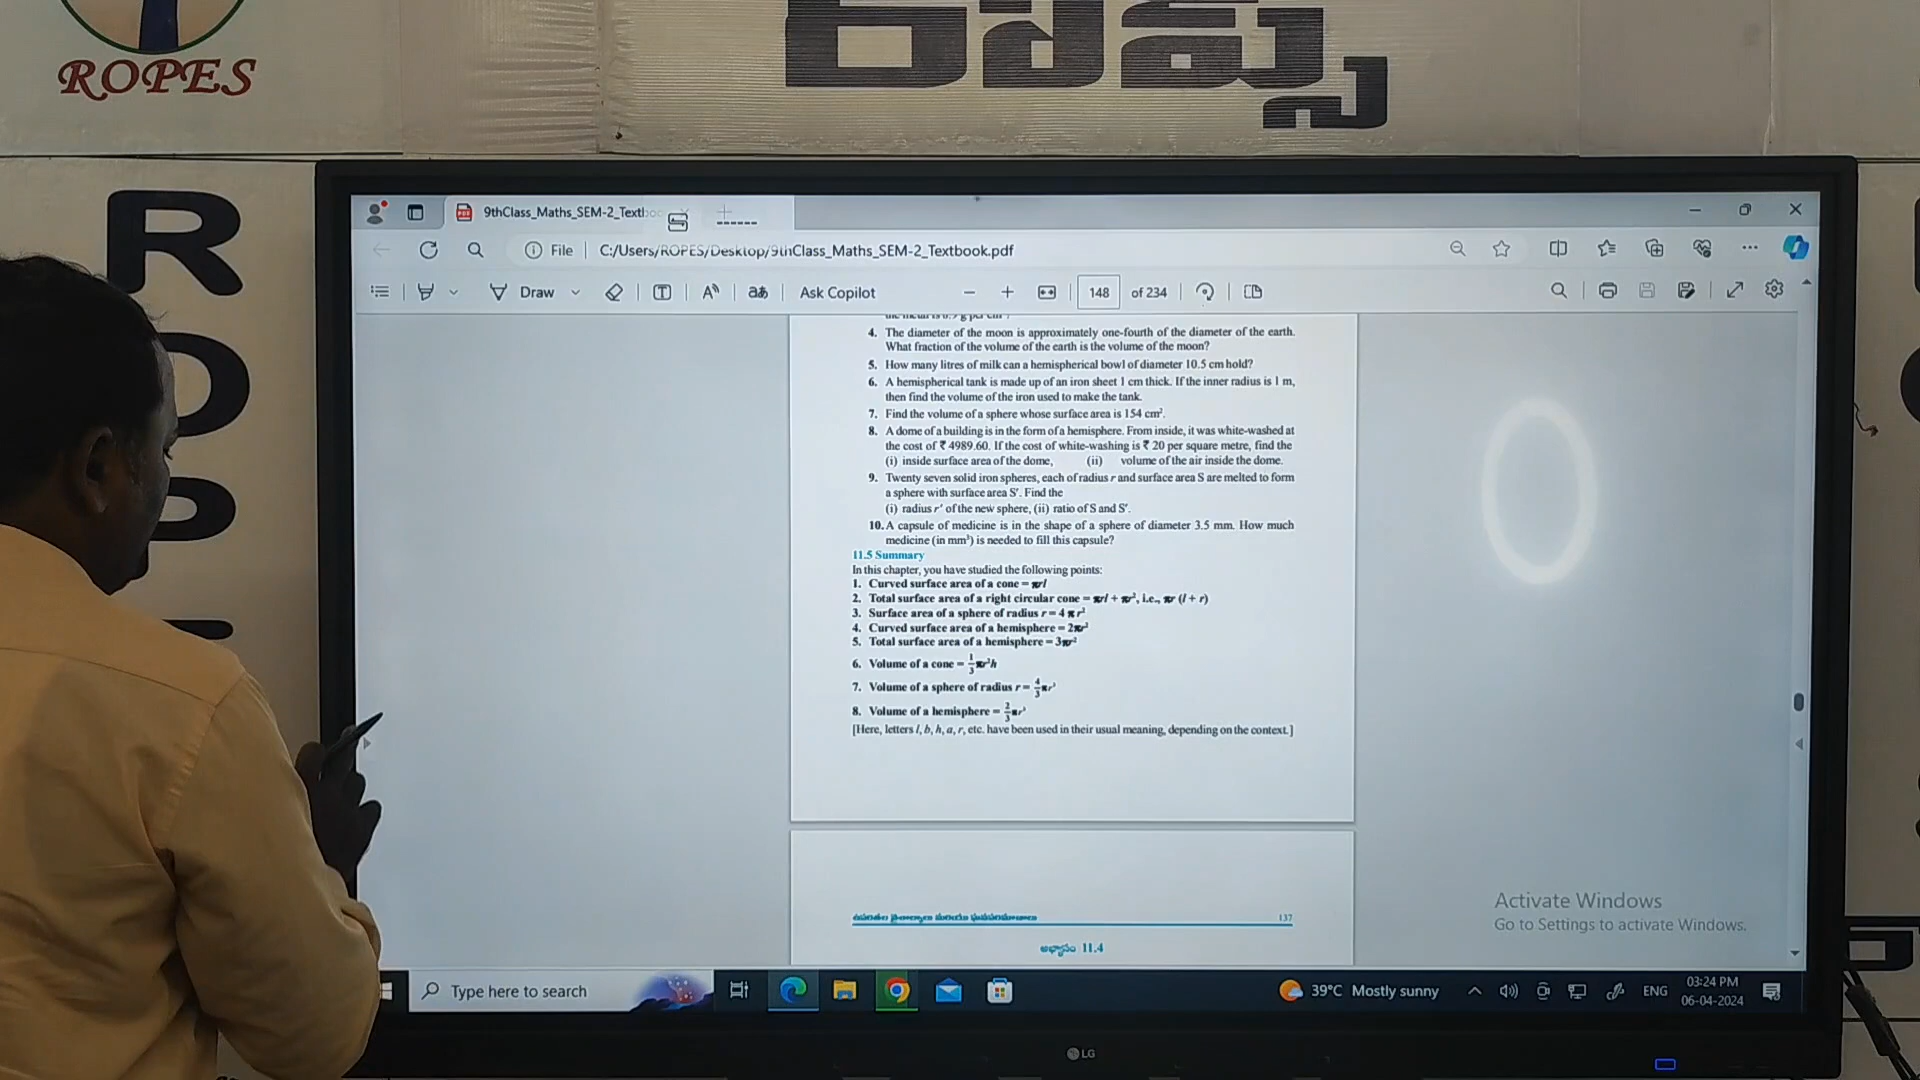 ROPES
రోప్స్
R
O
P
E
9thClass_Maths_SEM-2_Textboo
File
C:/Users/ROPES/Desktop/9thClass_Maths_SEM-2_Textbook.pdf
Draw
aあ
Ask Copilot
148 of 234
4. The diameter of the moon is approximately one-fourth of the diameter of the earth.
What fraction of the volume of the earth is the volume of the moon?
5. How many litres of milk can a hemispherical bowl of diameter 10.5 cm hold?
6. A hemispherical tank is made up of an iron sheet 1 cm thick. If the inner radius is 1 m,
then find the volume of the iron used to make the tank.
7. Find the volume of a sphere whose surface area is 154 cm².
8. A dome of a building is in the form of a hemisphere. From inside, it was white-washed at
the cost of ₹ 4989.60. If the cost of white-washing is ₹ 20 per square metre, find the
(i) inside surface area of the dome, (ii) volume of the air inside the dome.
9. Twenty seven solid iron spheres, each of radius r and surface area S are melted to form
a sphere with surface area S′. Find the
(i) radius r′ of the new sphere, (ii) ratio of S and S′.
10. A capsule of medicine is in the shape of a sphere of diameter 3.5 mm. How much
medicine (in mm³) is needed to fill this capsule?
11.5 Summary
In this chapter, you have studied the following points:
1. Curved surface area of a cone = πrl
2. Total surface area of a right circular cone = πrl + πr², i.e., πr (l + r)
3. Surface area of a sphere of radius r = 4 π r²
4. Curved surface area of a hemisphere = 2πr²
5. Total surface area of a hemisphere = 3πr²
6. Volume of a cone = 1/3 πr²h
7. Volume of a sphere of radius r = 4/3 πr³
8. Volume of a hemisphere = 2/3 πr³
[Here, letters l, b, h, a, r, etc. have been used in their usual meaning, depending on the context.]
137
అభ్యాసం 11.4
Activate Windows
Go to Settings to activate Windows.
Type here to search
39°C Mostly sunny
ENG
03:24 PM
06-04-2024
LG